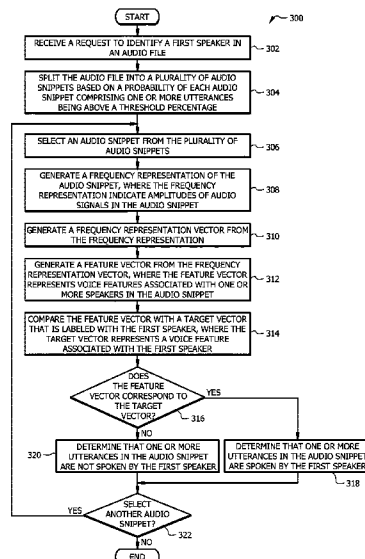 START
300
RECEIVE A REQUEST TO IDENTIFY A FIRST SPEAKER IN
AN AUDIO FILE
302
SPLIT THE AUDIO FILE INTO A PLURALITY OF AUDIO
SNIPPETS BASED ON A PROBABILITY OF EACH AUDIO
SNIPPET COMPRISING ONE OR MORE UTTERANCES
BEING ABOVE A THRESHOLD PERCENTAGE
304
SELECT AN AUDIO SNIPPET FROM THE PLURALITY OF
AUDIO SNIPPETS
306
GENERATE A FREQUENCY REPRESENTATION OF THE
AUDIO SNIPPET, WHERE THE FREQUENCY
REPRESENTATION INDICATE AMPLITUDES OF AUDIO
SIGNALS IN THE AUDIO SNIPPET
308
GENERATE A FREQUENCY REPRESENTATION VECTOR FROM
THE FREQUENCY REPRESENTATION
310
GENERATE A FEATURE VECTOR FROM THE FREQUENCY
REPRESENTATION VECTOR, WHERE THE FEATURE VECTOR
REPRESENTS VOICE FEATURES ASSOCIATED WITH ONE OR
MORE SPEAKERS IN THE AUDIO SNIPPET
312
COMPARE THE FEATURE VECTOR WITH A TARGET VECTOR
THAT IS LABELED WITH THE FIRST SPEAKER, WHERE THE
TARGET VECTOR REPRESENTS A VOICE FEATURE
ASSOCIATED WITH THE FIRST SPEAKER
314
DOES
THE FEATURE
VECTOR CORRESPOND TO
THE TARGET
VECTOR?
316
YES
NO
320
DETERMINE THAT ONE OR MORE
UTTERANCES IN THE AUDIO SNIPPET
ARE NOT SPOKEN BY THE FIRST SPEAKER
DETERMINE THAT ONE OR MORE
UTTERANCES IN THE AUDIO SNIPPET
ARE SPOKEN BY THE FIRST SPEAKER
318
YES
SELECT
ANOTHER AUDIO
SNIPPET?
322
NO
END